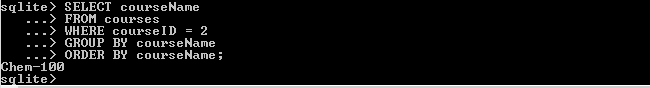 sqlite> SELECT courseName
...> FROM courses
...> WHERE courseID = 2
...> GROUP BY courseName
...> ORDER BY courseName;
Chem-100
sqlite>